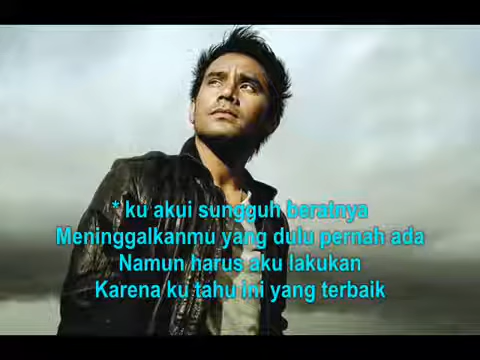 * ku akui sungguh beratnya
Meninggalkanmu yang dulu pernah ada
Namun harus aku lakukan
Karena ku tahu ini yang terbaik